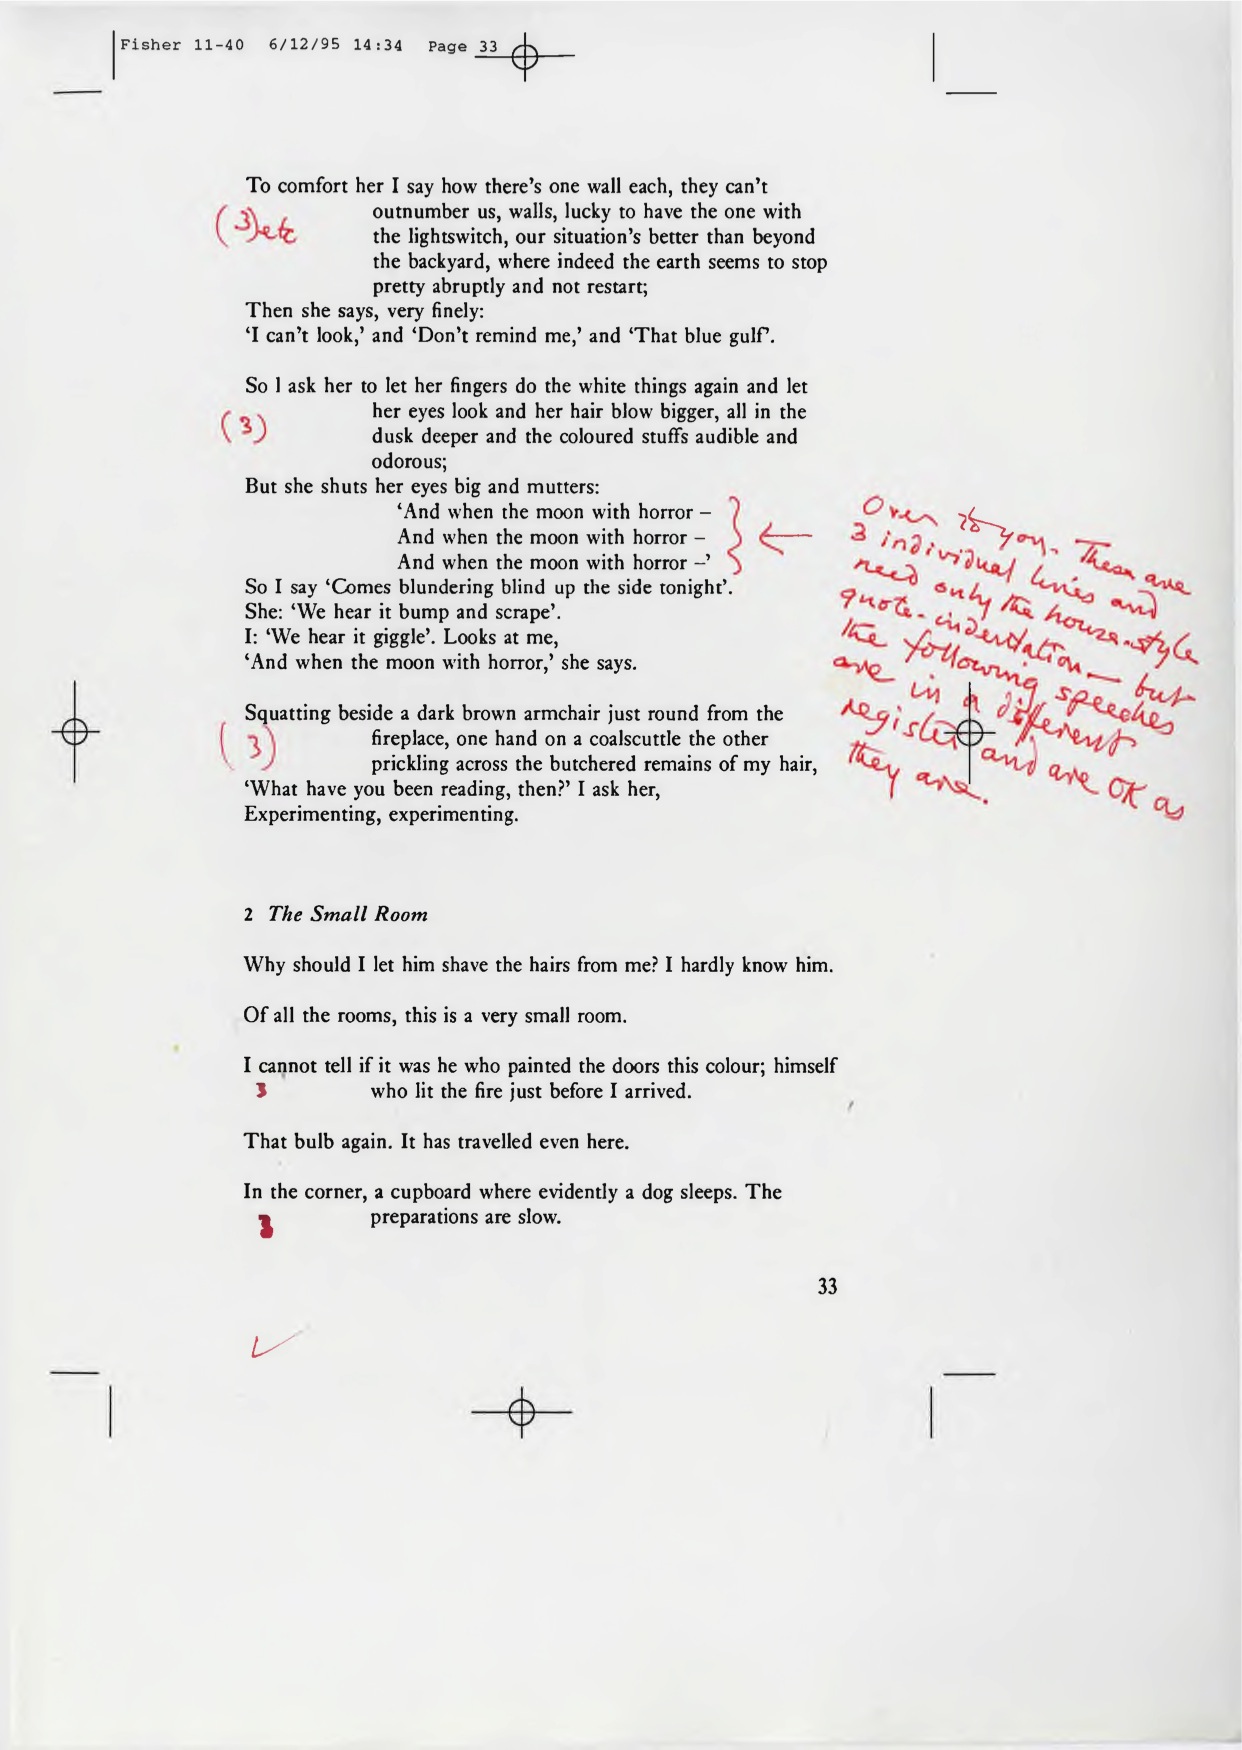 Fisher 11-40 6/12/95 14:34 Page 33
To comfort her I say how there's one wall each, they can't
outnumber us, walls, lucky to have the one with
(3)etc
the lightswitch, our situation's better than beyond
the backyard, where indeed the earth seems to stop
pretty abruptly and not restart;
Then she says, very finely:
‘I can't look,’ and ‘Don't remind me,’ and ‘That blue gulf’.
So I ask her to let her fingers do the white things again and let
her eyes look and her hair blow bigger, all in the
(3)
dusk deeper and the coloured stuffs audible and
odorous;
But she shuts her eyes big and mutters:
‘And when the moon with horror –
And when the moon with horror –
And when the moon with horror –’
So I say ‘Comes blundering blind up the side tonight’.
She: ‘We hear it bump and scrape’.
I: ‘We hear it giggle’. Looks at me,
‘And when the moon with horror,’ she says.
Over to you. These are
3 individual lines and
need only the house-style
quote-indentation – but
the following speeches
are in a different
register and are OK as
they are.
Squatting beside a dark brown armchair just round from the
fireplace, one hand on a coalscuttle the other
(3)
prickling across the butchered remains of my hair,
‘What have you been reading, then?’ I ask her,
Experimenting, experimenting.
2 The Small Room
Why should I let him shave the hairs from me? I hardly know him.
Of all the rooms, this is a very small room.
I cannot tell if it was he who painted the doors this colour; himself
3 who lit the fire just before I arrived.
That bulb again. It has travelled even here.
In the corner, a cupboard where evidently a dog sleeps. The
3 preparations are slow.
33